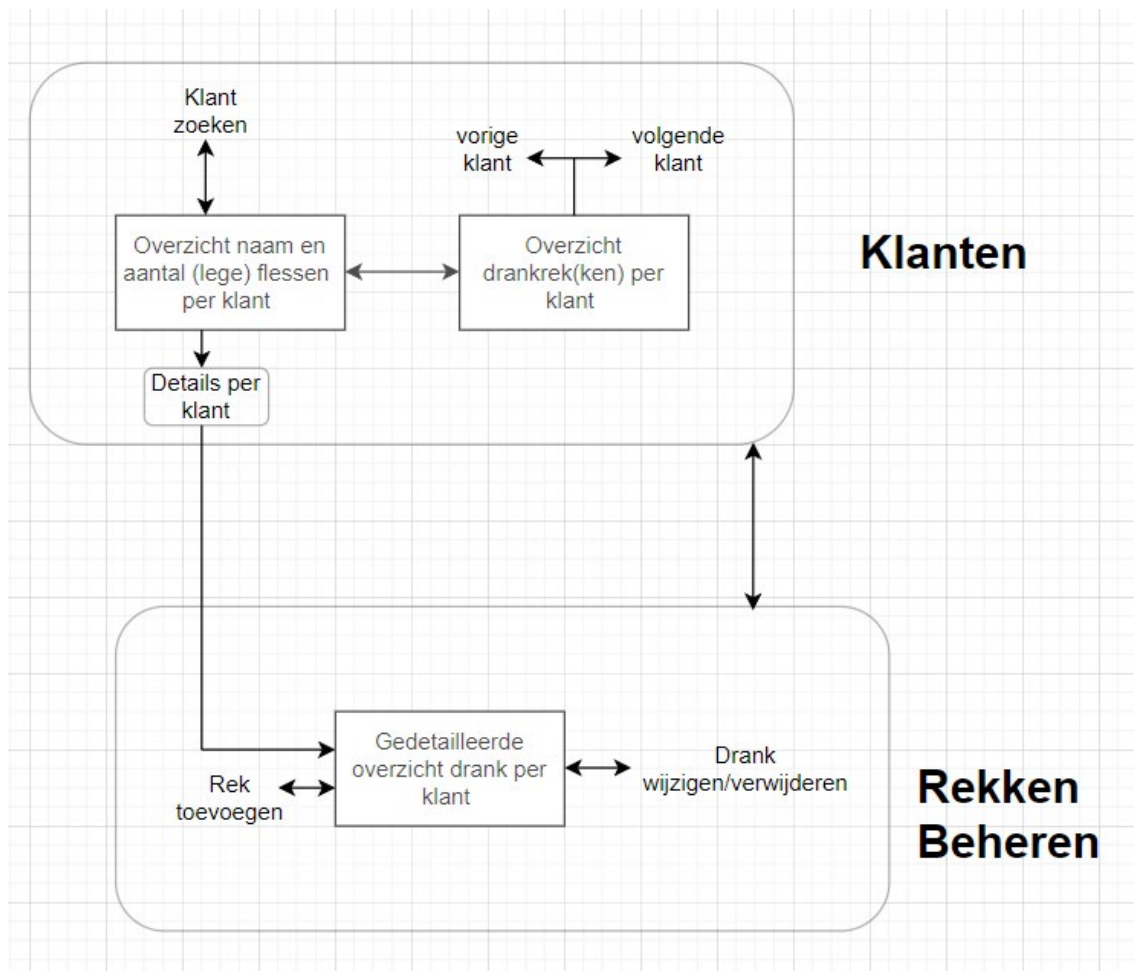 Klant
zoeken
vorige
klant
volgende
klant
Overzicht naam en
aantal (lege) flessen
per klant
Overzicht
drankrek(ken) per
klant
Klanten
Details per
klant
Gedetailleerde
overzicht drank per
klant
Rek
toevoegen
Drank
wijzigen/verwijderen
Rekken
Beheren